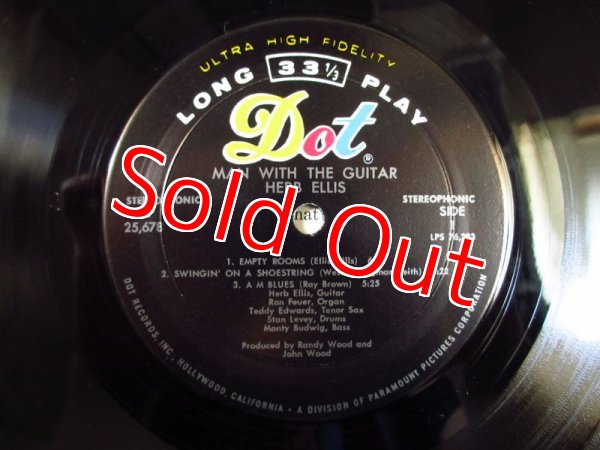 ULTRA HIGH FIDELITY
LONG 33 1/3 PLAY
Dot ®
MAN WITH THE GUITAR
HERB ELLIS
STEREOPHONIC
SIDE
25,678
LPS
1. EMPTY ROOMS (Ellis)
2. SWINGIN' ON A SHOESTRING
3. A M BLUES (Ray Brown) 5:25
Herb Ellis, Guitar
Ron Feuer, Organ
Teddy Edwards, Tenor Sax
Stan Levey, Drums
Monty Budwig, Bass
Produced by Randy Wood and
John Wood
DOT RECORDS, INC. HOLLYWOOD, CALIFORNIA • A DIVISION OF PARAMOUNT PICTURES CORPORATION
Sold Out